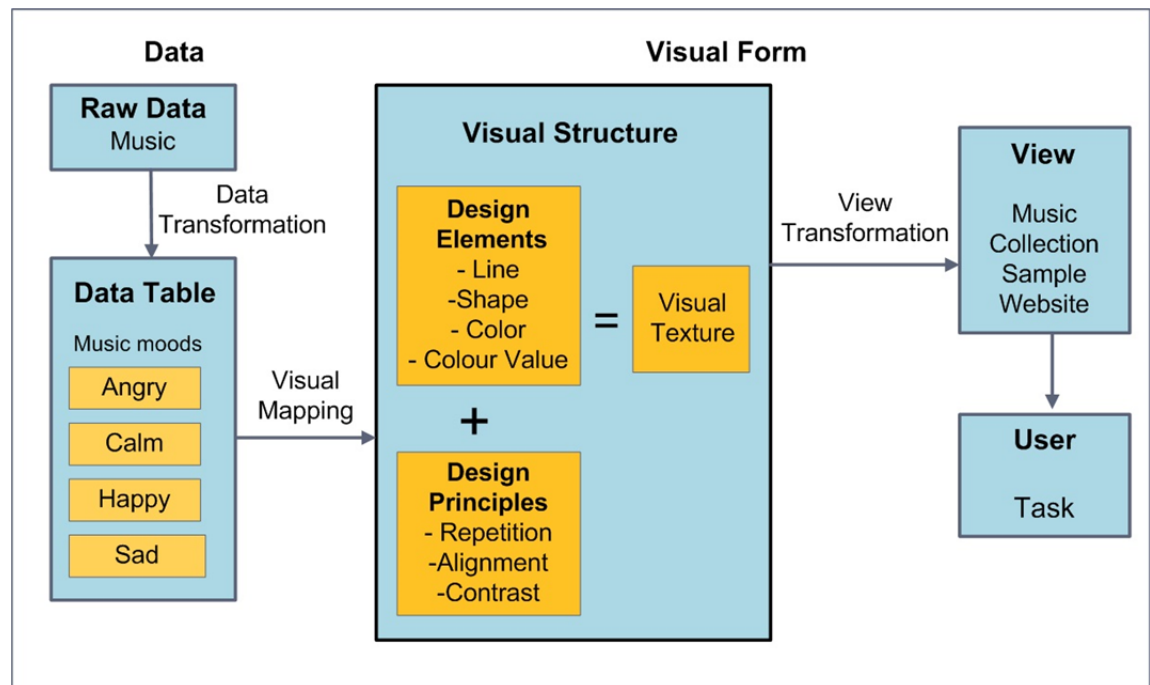 Data
Visual Form
Raw Data
Music
Data
Transformation
Data Table
Music moods
Angry
Calm
Happy
Sad
Visual
Mapping
Visual Structure
Design
Elements
- Line
-Shape
- Color
- Colour Value
+
Design
Principles
- Repetition
-Alignment
-Contrast
=
Visual
Texture
View
Transformation
View
Music
Collection
Sample
Website
User
Task